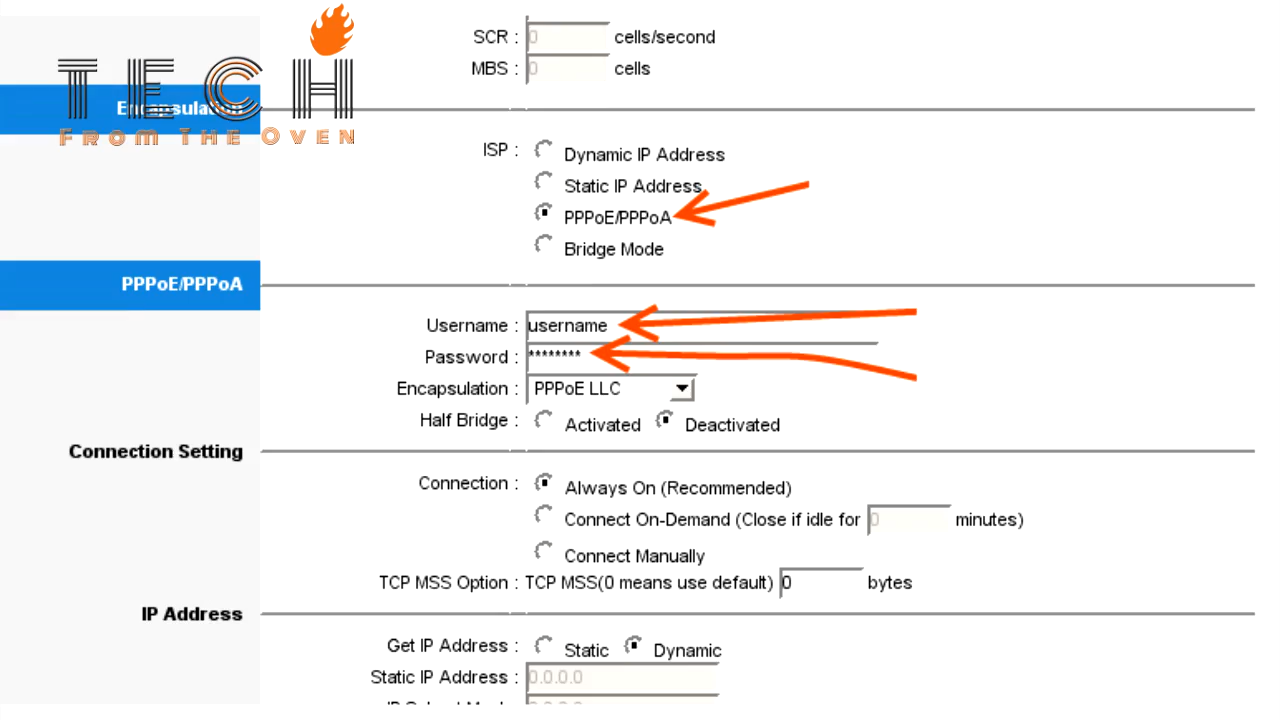 SCR : 0 cells/second
MBS : 0 cells
TECH
FROM THE OVEN
Encapsulation
ISP : Dynamic IP Address
Static IP Address
PPPoE/PPPoA
Bridge Mode
PPPoE/PPPoA
Username : username
Password : ********
Encapsulation : PPPoE LLC
Half Bridge : Activated Deactivated
Connection Setting
Connection : Always On (Recommended)
Connect On-Demand (Close if idle for 0 minutes)
Connect Manually
TCP MSS Option : TCP MSS(0 means use default) 0 bytes
IP Address
Get IP Address : Static Dynamic
Static IP Address : 0.0.0.0